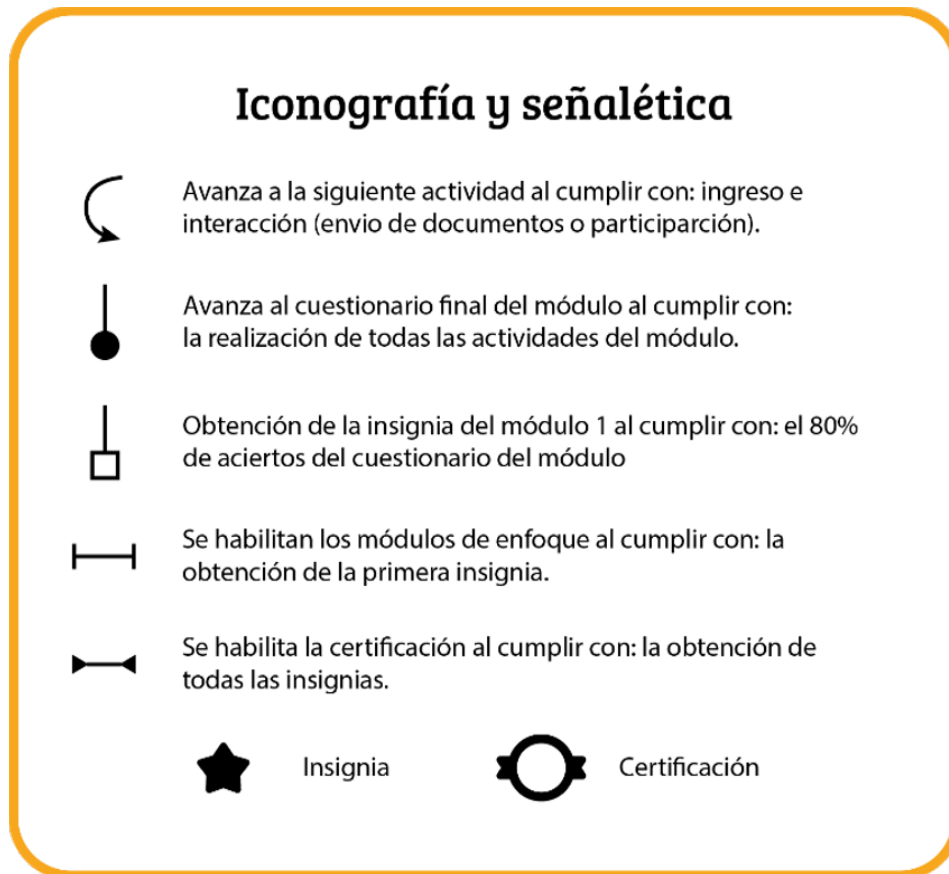 Iconografía y señalética
Avanza a la siguiente actividad al cumplir con: ingreso e
interacción (envio de documentos o participarción).
Avanza al cuestionario final del módulo al cumplir con:
la realización de todas las actividades del módulo.
Obtención de la insignia del módulo 1 al cumplir con: el 80%
de aciertos del cuestionario del módulo
Se habilitan los módulos de enfoque al cumplir con: la
obtención de la primera insignia.
Se habilita la certificación al cumplir con: la obtención de
todas las insignias.
Insignia
Certificación